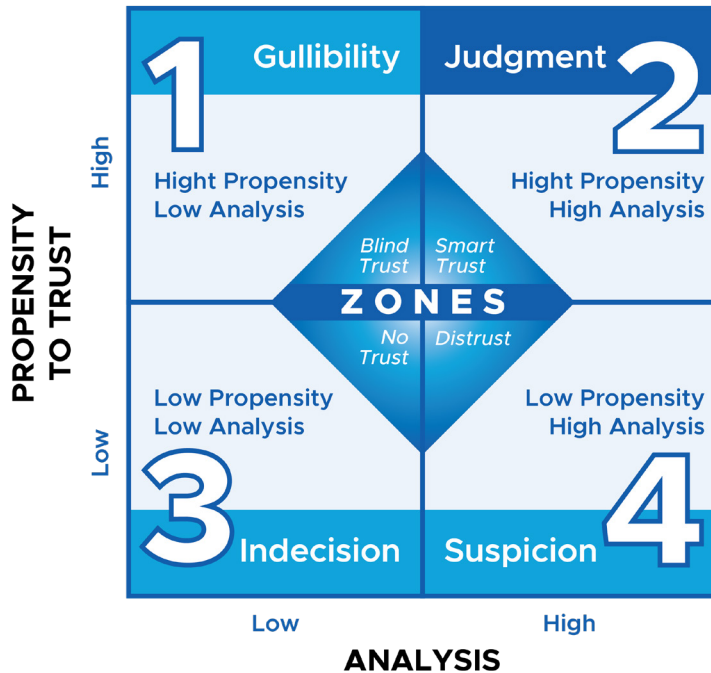 1
Gullibility
Judgment
2
High
Hight Propensity
Low Analysis
Hight Propensity
High Analysis
PROPENSITY
TO TRUST
Blind
Trust
Smart
Trust
ZONES
No
Trust
Distrust
Low
Low Propensity
Low Analysis
Low Propensity
High Analysis
3
Indecision
Suspicion
4
Low
High
ANALYSIS